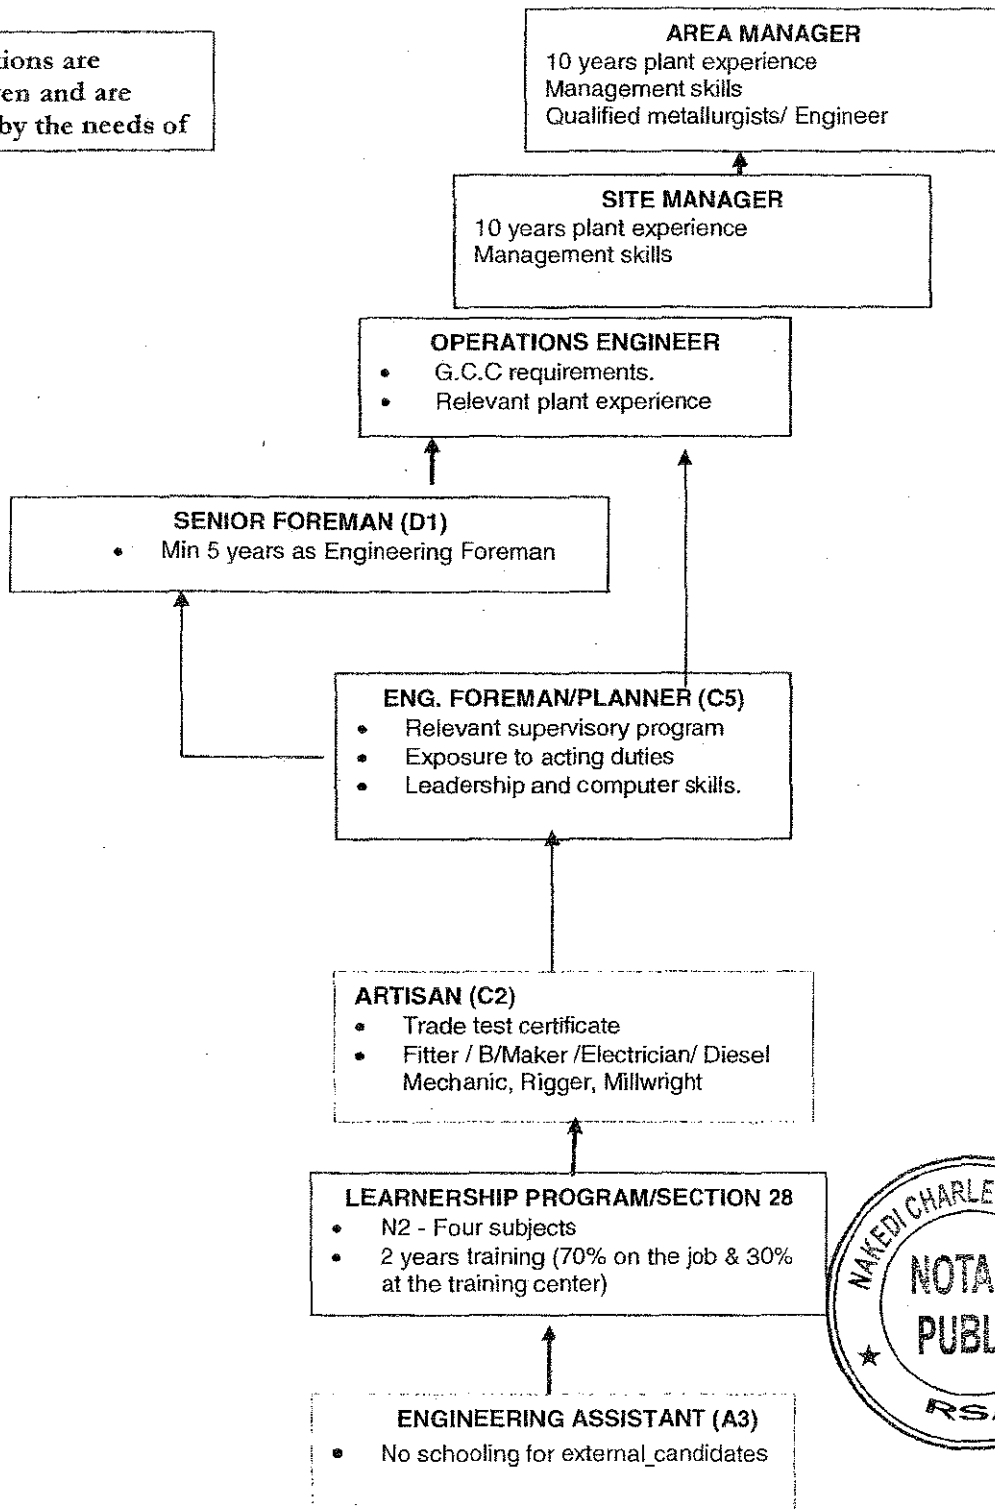 tions are
en and are
by the needs of
AREA MANAGER
10 years plant experience
Management skills
Qualified metallurgists/ Engineer
SITE MANAGER
10 years plant experience
Management skills
OPERATIONS ENGINEER
• G.C.C requirements.
• Relevant plant experience
SENIOR FOREMAN (D1)
• Min 5 years as Engineering Foreman
ENG. FOREMAN/PLANNER (C5)
• Relevant supervisory program
• Exposure to acting duties
• Leadership and computer skills.
ARTISAN (C2)
• Trade test certificate
• Fitter / B/Maker /Electrician/ Diesel
Mechanic, Rigger, Millwright
LEARNERSHIP PROGRAM/SECTION 28
• N2 - Four subjects
• 2 years training (70% on the job & 30%
at the training center)
NAKEDI CHARLE
NOTA
PUBL
RSA
ENGINEERING ASSISTANT (A3)
• No schooling for external_candidates